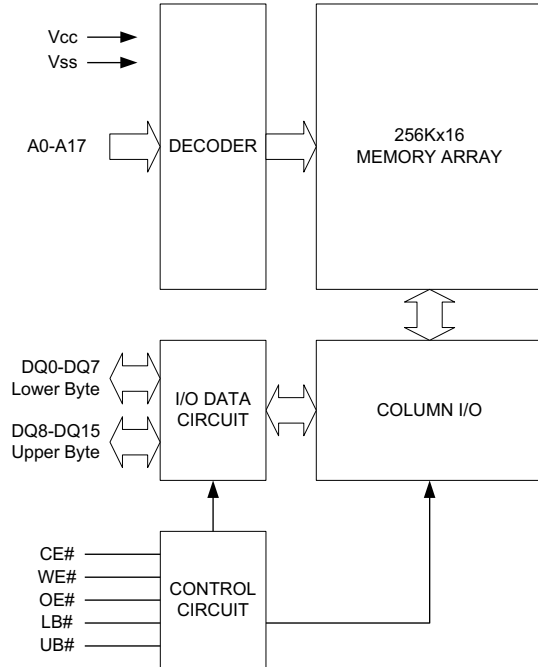 Vcc
Vss
A0-A17
DECODER
256Kx16
MEMORY ARRAY
DQ0-DQ7
Lower Byte
DQ8-DQ15
Upper Byte
I/O DATA
CIRCUIT
COLUMN I/O
CE#
WE#
OE#
LB#
UB#
CONTROL
CIRCUIT